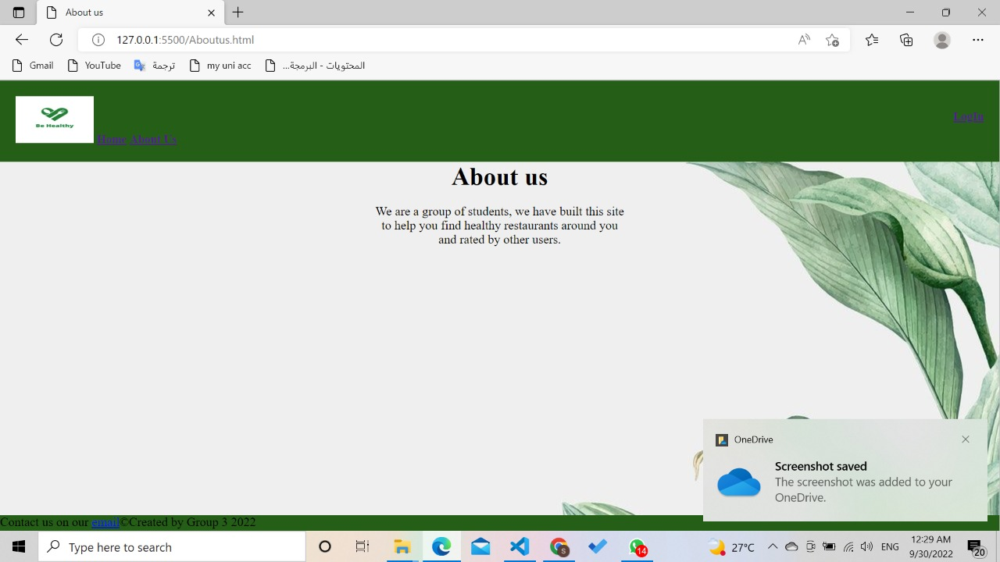 About us
127.0.0.1:5500/Aboutus.html
Gmail
YouTube
ترجمة
my uni acc
المحتويات - البرمجة...
Be Healthy
Home About Us
LogIn
About us
We are a group of students, we have built this site
to help you find healthy restaurants around you
and rated by other users.
OneDrive
Screenshot saved
The screenshot was added to your
OneDrive.
Contact us on our email©Created by Group 3 2022
Type here to search
S
14
27°C
ENG
12:29 AM
9/30/2022
20